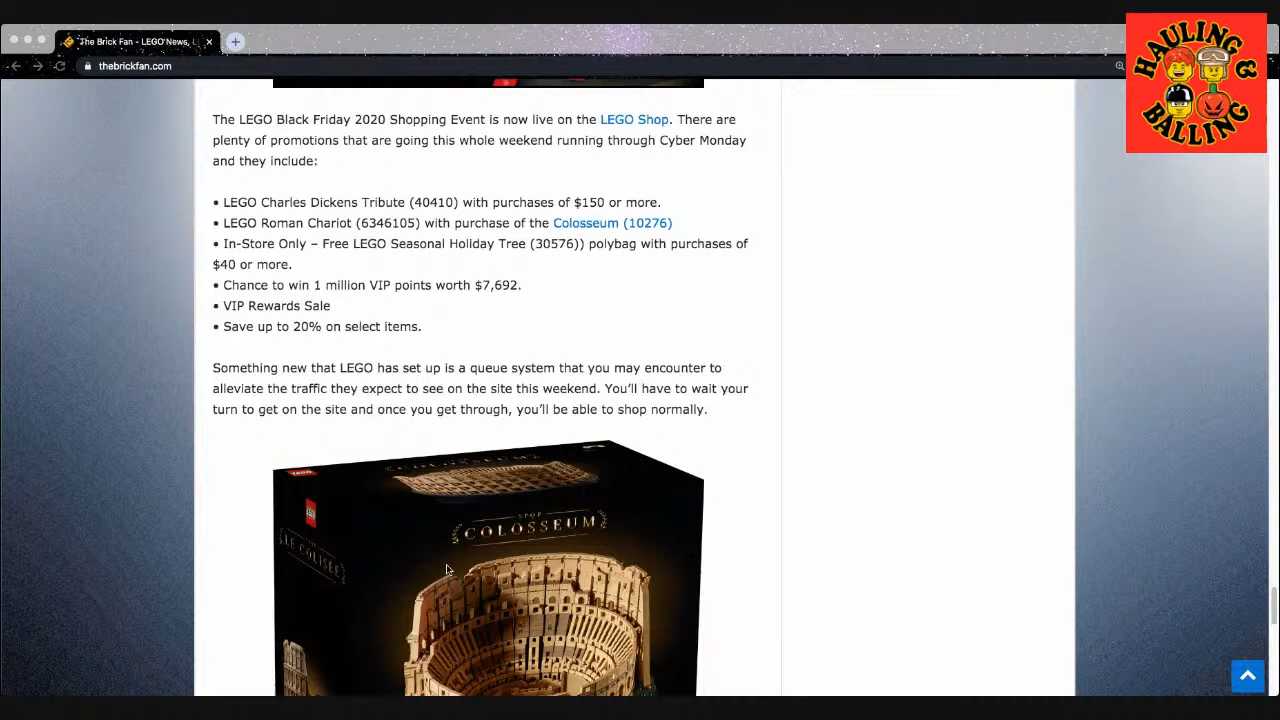 The Brick Fan - LEGO News, L
thebrickfan.com
HAULING &
BALLING
The LEGO Black Friday 2020 Shopping Event is now live on the LEGO Shop. There are
plenty of promotions that are going this whole weekend running through Cyber Monday
and they include:
• LEGO Charles Dickens Tribute (40410) with purchases of $150 or more.
• LEGO Roman Chariot (6346105) with purchase of the Colosseum (10276)
• In-Store Only – Free LEGO Seasonal Holiday Tree (30576)) polybag with purchases of
$40 or more.
• Chance to win 1 million VIP points worth $7,692.
• VIP Rewards Sale
• Save up to 20% on select items.
Something new that LEGO has set up is a queue system that you may encounter to
alleviate the traffic they expect to see on the site this weekend. You’ll have to wait your
turn to get on the site and once you get through, you’ll be able to shop normally.
LEGO
COLOSSEUM
LEGO
SPQR
COLOSSEUM
LE COLISÉE